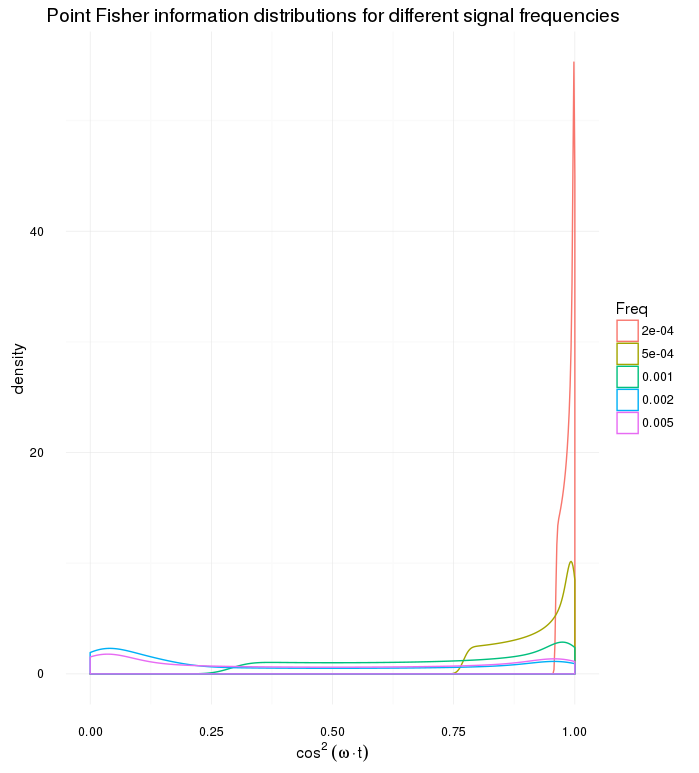 Point Fisher information distributions for different signal frequencies
density
40
20
0
0.00 0.25 0.50 0.75 1.00
cos² (ω·t)
Freq
2e-04
5e-04
0.001
0.002
0.005